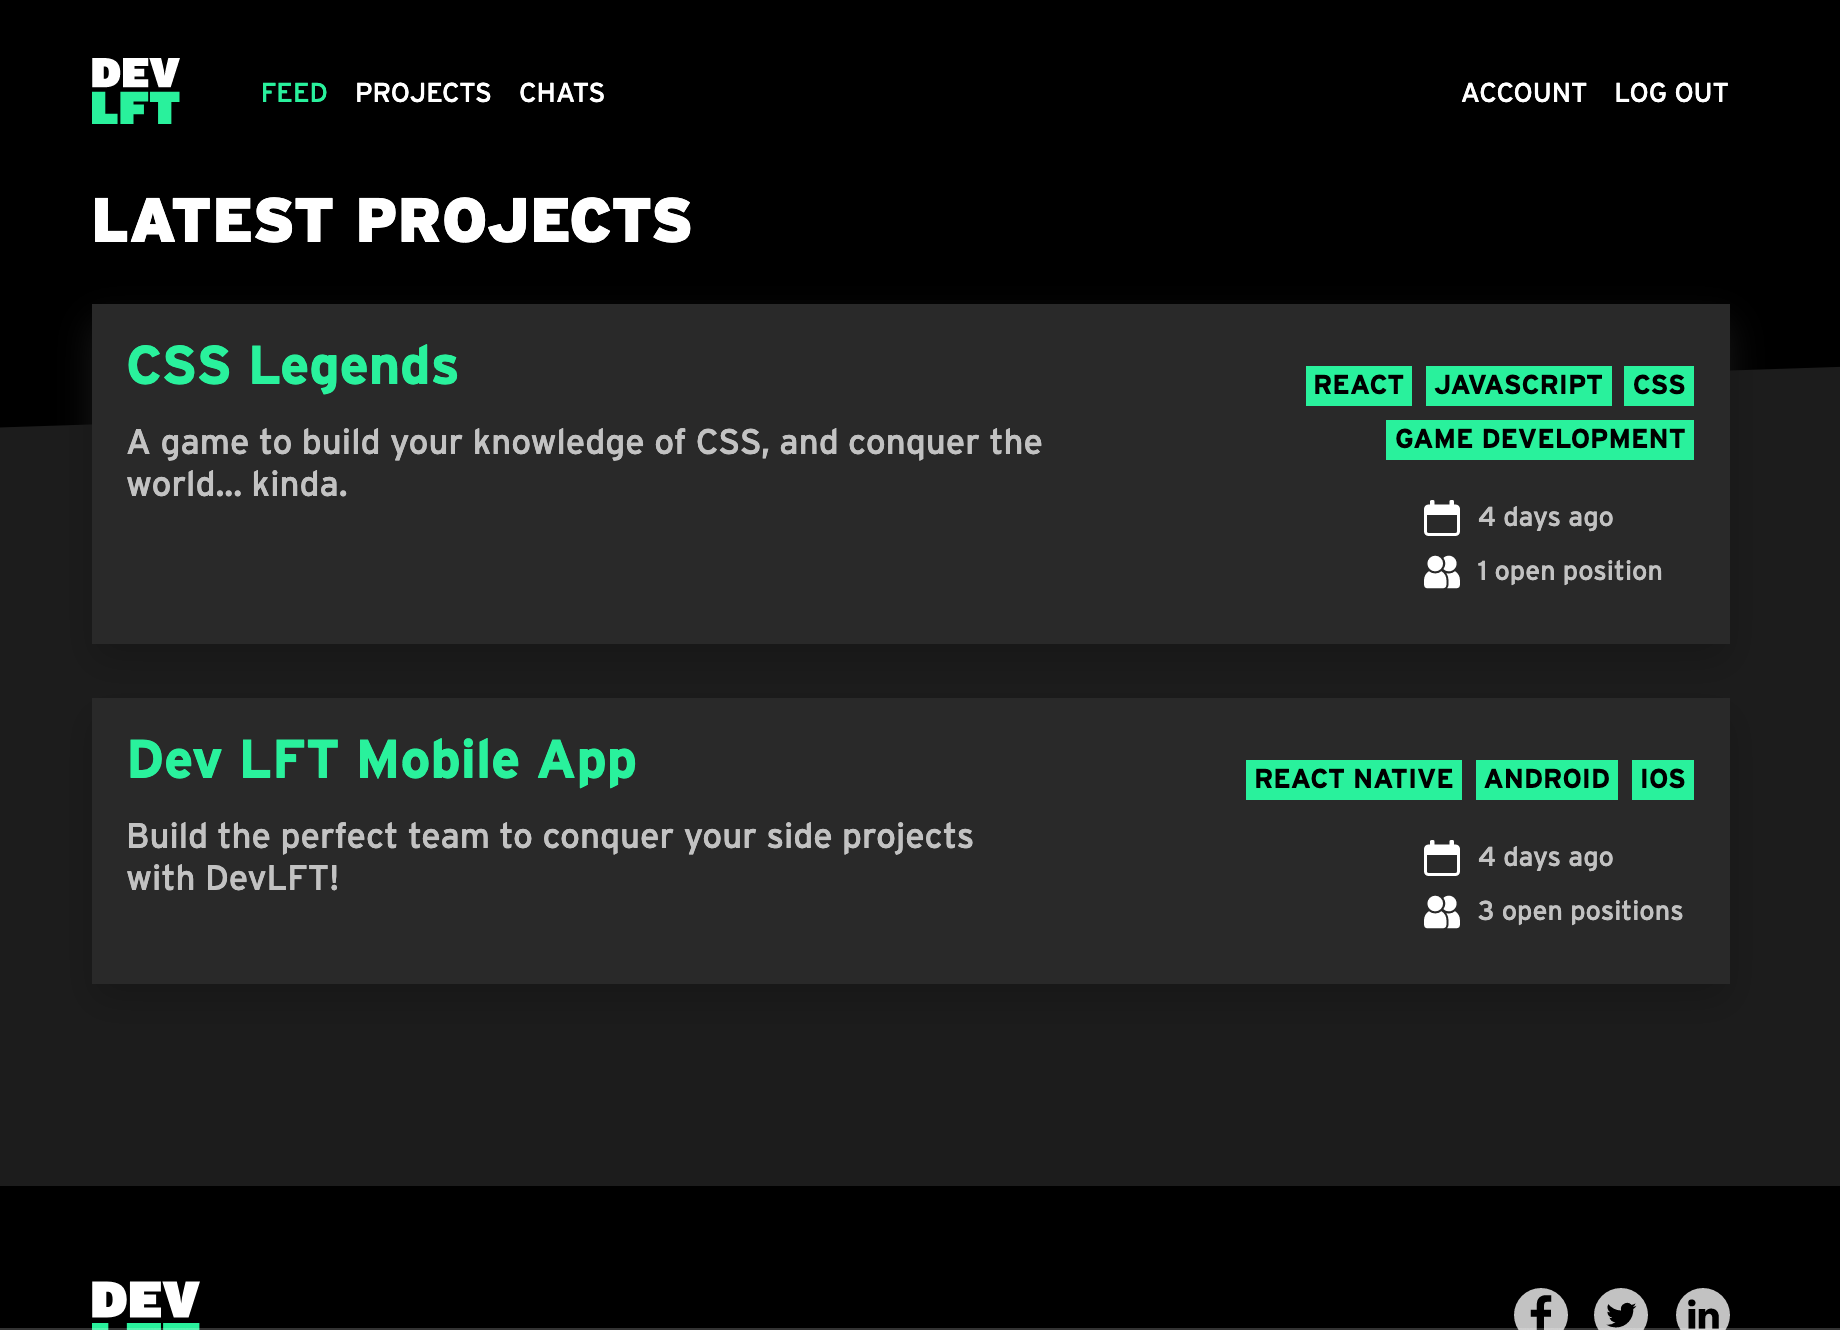 DEV
LFT
FEED PROJECTS CHATS ACCOUNT LOG OUT
LATEST PROJECTS
CSS Legends
A game to build your knowledge of CSS, and conquer the
world... kinda.
REACT JAVASCRIPT CSS
GAME DEVELOPMENT
4 days ago
1 open position
Dev LFT Mobile App
Build the perfect team to conquer your side projects
with DevLFT!
REACT NATIVE ANDROID IOS
4 days ago
3 open positions
DEV